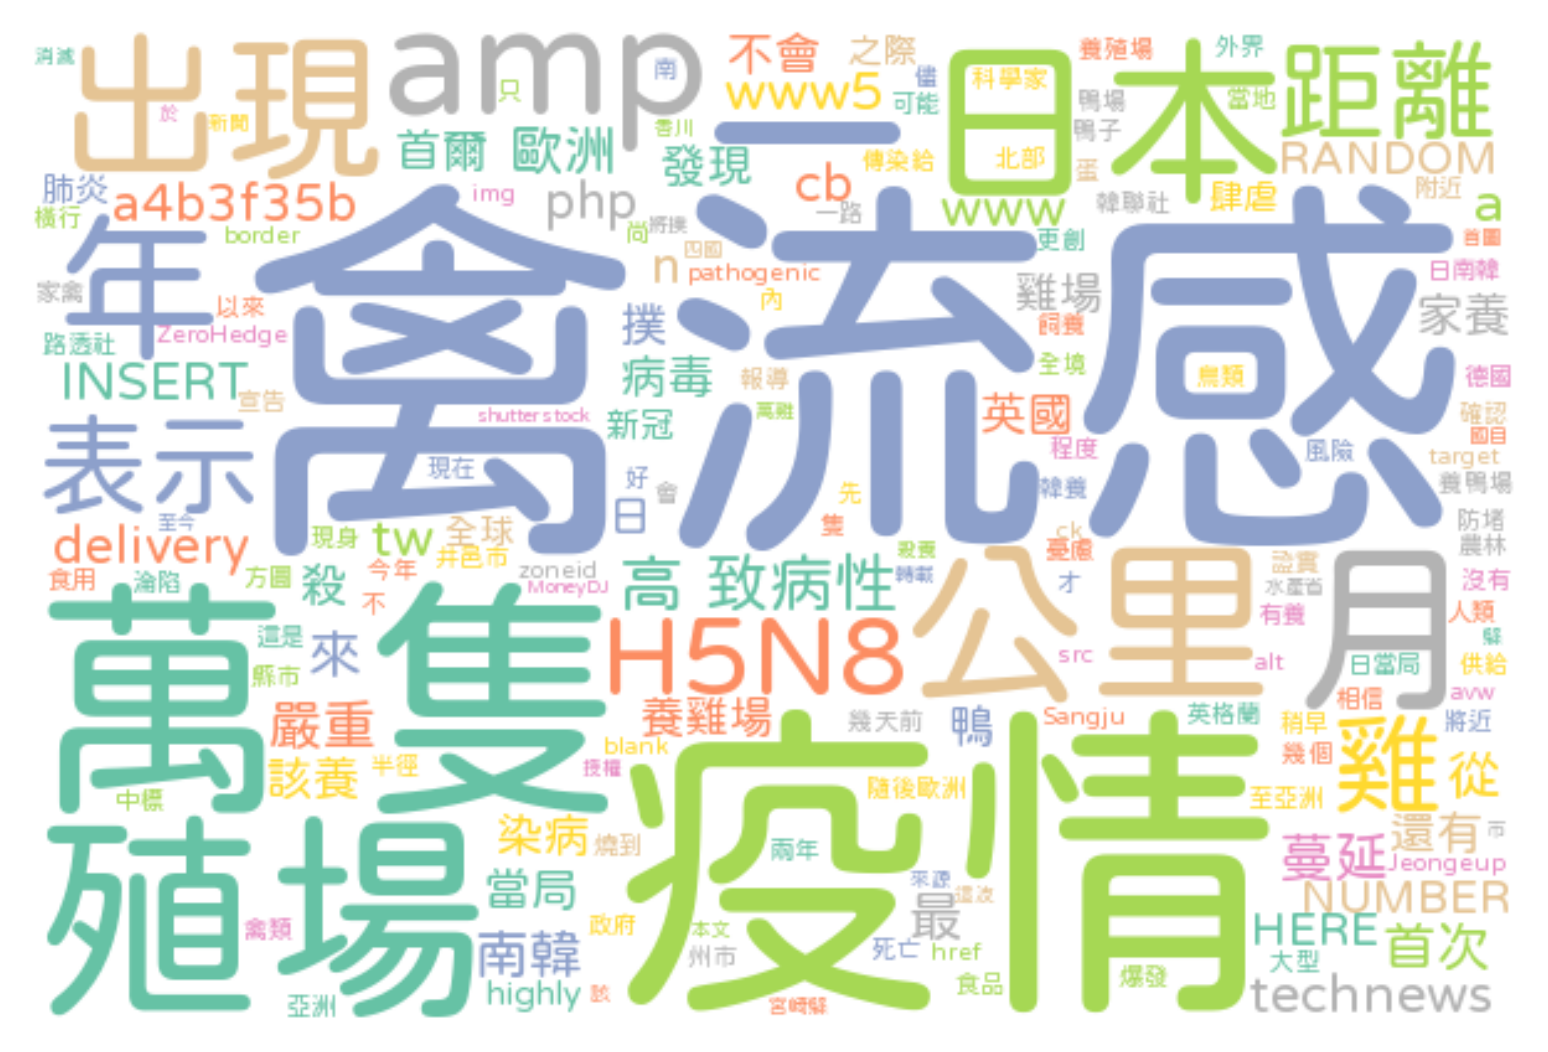 消滅 出現 amp 南 不會 之際 養殖場 外界
於 新聞 只 www5 儘 可能 科學家 日本 距離
首爾 歐洲 香川 一 鴨場 當地
發現 傳染給 北部 鴨子 蛋 RANDOM
肺炎 a4b3f35b img php cb 一路 www 韓聯社 肆虐 附近 a
橫行 border 尚 將撲 更創 首圖
年 禽流感 四國 n pathogenic 日南韓
家禽 以來 內 雞場 家養
ZeroHedge 撲 飼養
路透社 病毒 報導 全境 鳥類 德國
INSERT 宣告 shutterstock 新冠 萬雞 英國 確認
表示 程度 國目
現在 好 會 先 韓養 風險 target 養鴨場
至今 日 隻 ck 防堵
delivery 現身 tw 全球 井邑市 憂慮 農林
食用 瀹陷 方圓 殺 今年 zoneid 高 致病性 轉載 才 公里 證實 月 沒有
MoneyDJ 水產省
萬隻 不 有養 人類
這是 來 H5N8 src alt 日當局 供給 縣
縣市 相信 avw
嚴重 養雞場 幾天前 鴨 Sangju 英格蘭 稍早 將近
該養 半徑 blank 授權 疫情 幾個 雞 從
中標 隨後歐洲 至亞洲
殖場 染病 燒到 兩年 還有 市
當局 來源 這波 蔓延 Jeongeup
禽類 政府 本文 最 NUMBER
南韓 州市 死亡 href HERE 首次
亞洲 highly 該 食品 爆發 大型 technews
宮崎縣